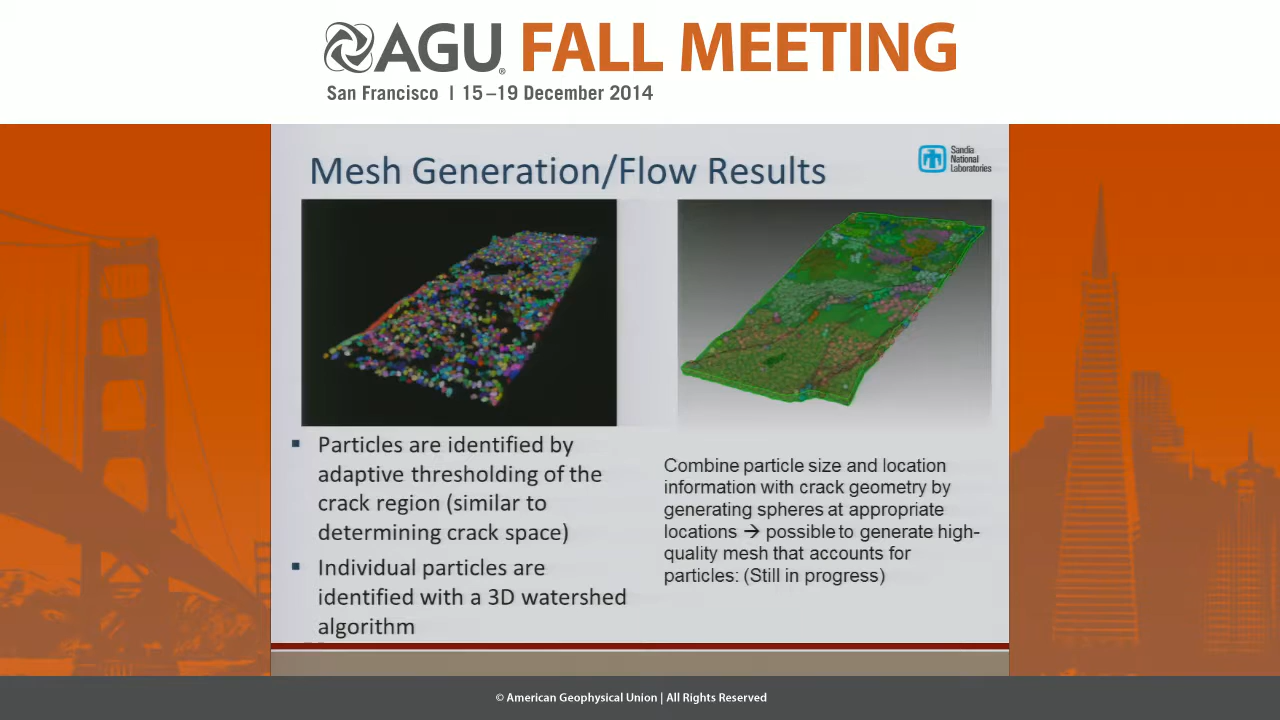 AGU® FALL MEETING
San Francisco | 15–19 December 2014
Mesh Generation/Flow Results
Sandia
National
Laboratories
▪ Particles are identified by
adaptive thresholding of the
crack region (similar to
determining crack space)
▪ Individual particles are
identified with a 3D watershed
algorithm
Combine particle size and location
information with crack geometry by
generating spheres at appropriate
locations → possible to generate high-
quality mesh that accounts for
particles: (Still in progress)
© American Geophysical Union | All Rights Reserved